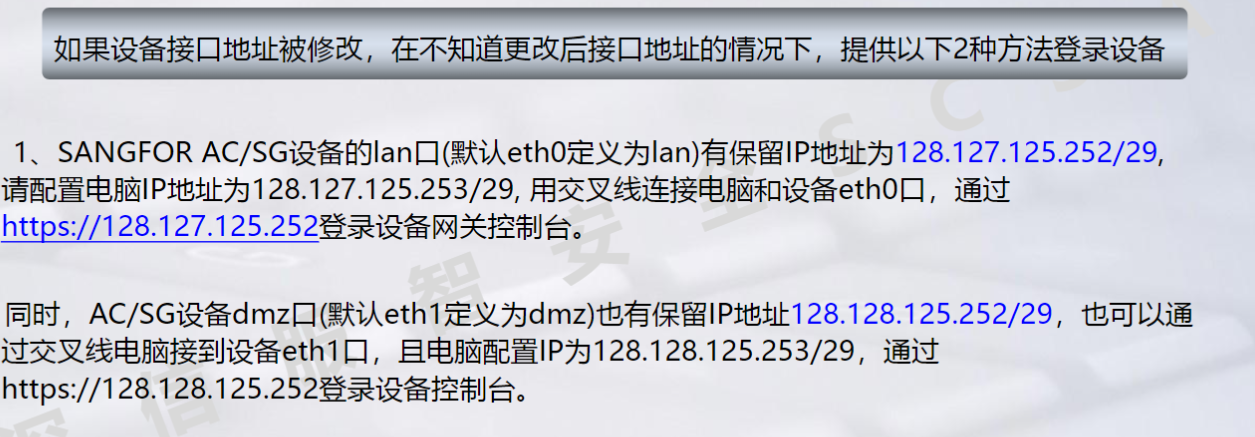 如果设备接口地址被修改，在不知道更改后接口地址的情况下，提供以下2种方法登录设备
1、SANGFOR AC/SG设备的lan口(默认eth0定义为lan)有保留IP地址为128.127.125.252/29,
请配置电脑IP地址为128.127.125.253/29, 用交叉线连接电脑和设备eth0口，通过
https://128.127.125.252登录设备网关控制台。
同时，AC/SG设备dmz口(默认eth1定义为dmz)也有保留IP地址128.128.125.252/29，也可以通
过交叉线电脑接到设备eth1口，且电脑配置IP为128.128.125.253/29，通过
https://128.128.125.252登录设备控制台。
深信服智安全SC